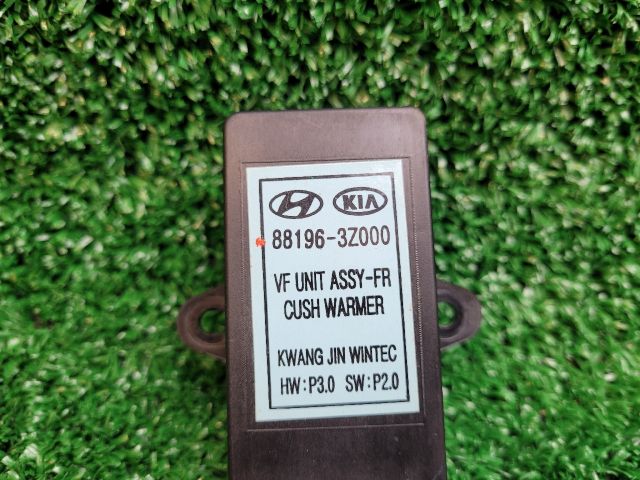 KIA
88196-3Z000
VF UNIT ASSY-FR
CUSH WARMER
KWANG JIN WINTEC
HW:P3.0 SW:P2.0